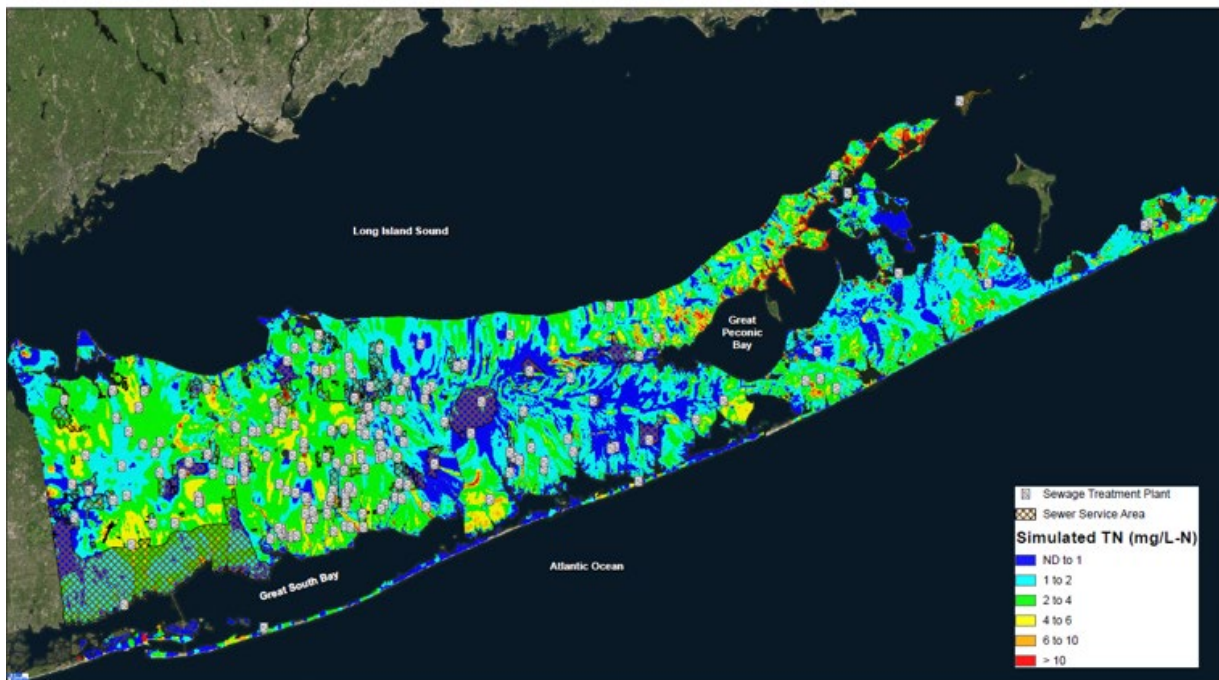 Long Island Sound
Great
Peconic
Bay
Great South Bay
Atlantic Ocean
Sewage Treatment Plant
Sewer Service Area
Simulated TN (mg/L-N)
ND to 1
1 to 2
2 to 4
4 to 6
6 to 10
> 10